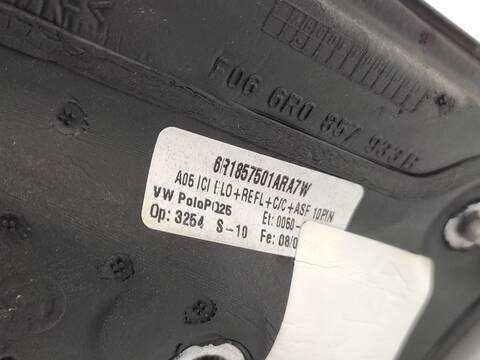 F06 6R0 857 933 B
6R1857501ARA7W
A05 ICI ELO+REFL+C/C+ASF 10PIN
VW PoloPQ25 Et: 0050-
Op: 3254 S-10 Fe: 08/0